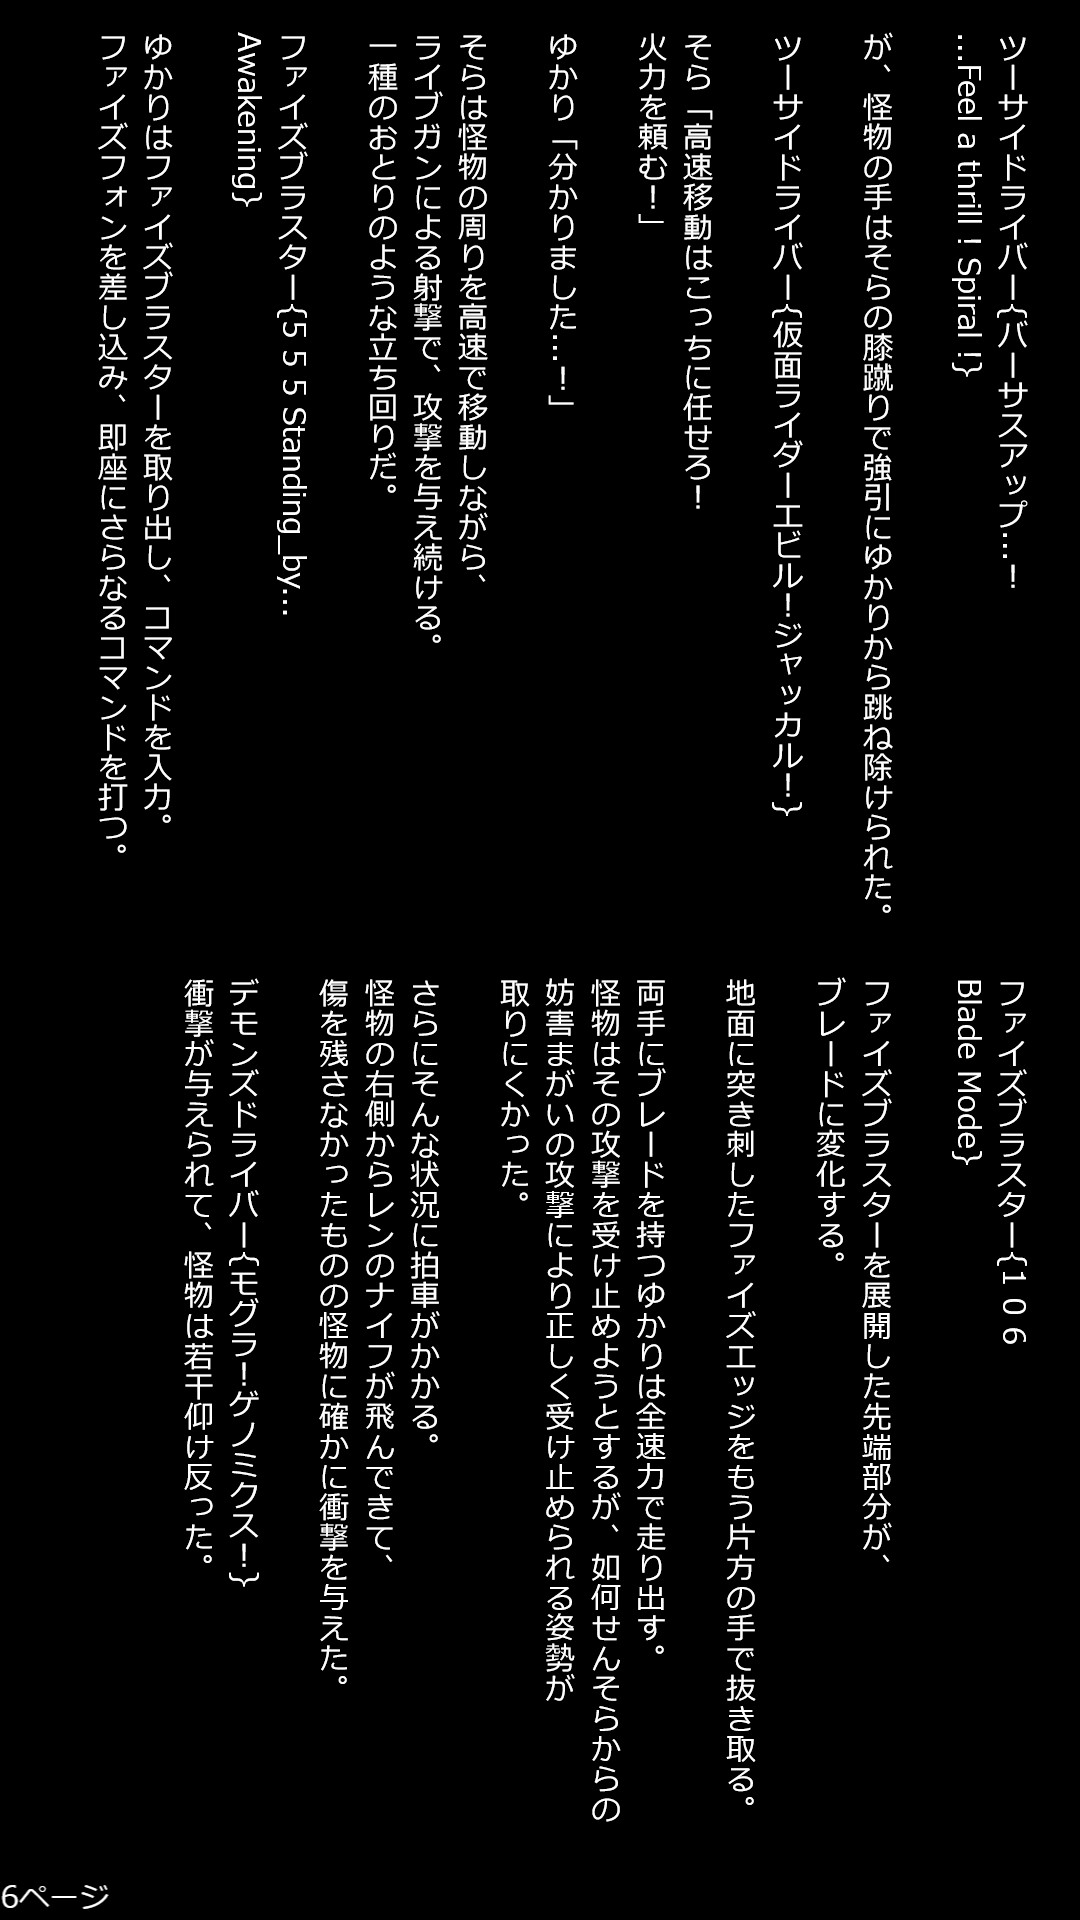 ツーサイドライバー{バーサスアップ…！
…Feel a thrill！Spiral！}
が、怪物の手はそらの膝蹴りで強引にゆかりから跳ね除けられた。
ツーサイドライバー{仮面ライダーエビル！ジャッカル！}
そら「高速移動はこっちに任せろ！
火力を頼む！」
ゆかり「分かりました…！」
そらは怪物の周りを高速で移動しながら、
ライブガンによる射撃で、攻撃を与え続ける。
一種のおとりのような立ち回りだ。
ファイズブラスター{５５５Standing_by…
Awakening}
ゆかりはファイズブラスターを取り出し、コマンドを入力。
ファイズフォンを差し込み、即座にさらなるコマンドを打つ。
ファイズブラスター{１０６
Blade Mode}
ファイズブラスターを展開した先端部分が、
ブレードに変化する。
地面に突き刺したファイズエッジをもう片方の手で抜き取る。
両手にブレードを持つゆかりは全速力で走り出す。
怪物はその攻撃を受け止めようとするが、如何せんそらからの
妨害まがいの攻撃により正しく受け止められる姿勢が
取りにくかった。
さらにそんな状況に拍車がかかる。
怪物の右側からレンのナイフが飛んできて、
傷を残さなかったものの怪物に確かに衝撃を与えた。
デモンズドライバー{モグラ！ゲノミクス！}
衝撃が与えられて、怪物は若干仰け反った。
6ページ